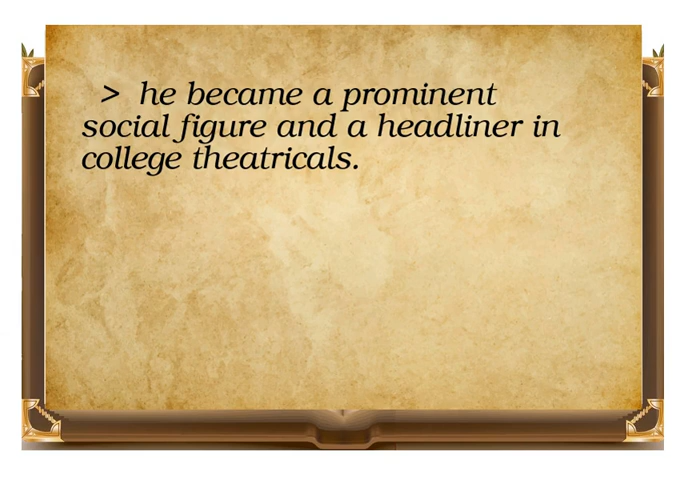 > he became a prominent
social figure and a headliner in
college theatricals.